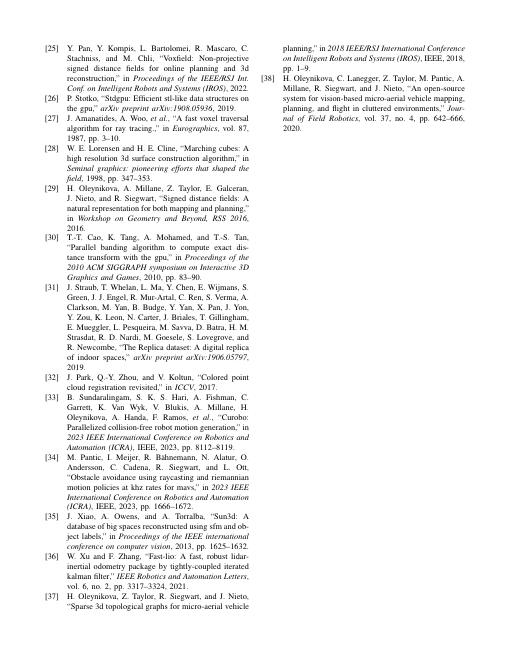 [25] Y. Pan, Y. Kompis, L. Bartolomei, R. Mascaro, C.
Stachniss, and M. Chli, “Voxfield: Non-projective
signed distance fields for online planning and 3d
reconstruction,” in Proceedings of the IEEE/RSJ Int.
Conf. on Intelligent Robots and Systems (IROS), 2022.
[26] P. Stotko, “Stdgpu: Efficient stl-like data structures on
the gpu,” arXiv preprint arXiv:1908.05936, 2019.
[27] J. Amanatides, A. Woo, et al., “A fast voxel traversal
algorithm for ray tracing.,” in Eurographics, vol. 87,
1987, pp. 3–10.
[28] W. E. Lorensen and H. E. Cline, “Marching cubes: A
high resolution 3d surface construction algorithm,” in
Seminal graphics: pioneering efforts that shaped the
field, 1998, pp. 347–353.
[29] H. Oleynikova, A. Millane, Z. Taylor, E. Galceran,
J. Nieto, and R. Siegwart, “Signed distance fields: A
natural representation for both mapping and planning,”
in Workshop on Geometry and Beyond, RSS 2016,
2016.
[30] T.-T. Cao, K. Tang, A. Mohamed, and T.-S. Tan,
“Parallel banding algorithm to compute exact dis-
tance transform with the gpu,” in Proceedings of the
2010 ACM SIGGRAPH symposium on Interactive 3D
Graphics and Games, 2010, pp. 83–90.
[31] J. Straub, T. Whelan, L. Ma, Y. Chen, E. Wijmans, S.
Green, J. J. Engel, R. Mur-Artal, C. Ren, S. Verma, A.
Clarkson, M. Yan, B. Budge, Y. Yan, X. Pan, J. Yon,
Y. Zou, K. Leon, N. Carter, J. Briales, T. Gillingham,
E. Mueggler, L. Pesqueira, M. Savva, D. Batra, H. M.
Strasdat, R. D. Nardi, M. Goesele, S. Lovegrove, and
R. Newcombe, “The Replica dataset: A digital replica
of indoor spaces,” arXiv preprint arXiv:1906.05797,
2019.
[32] J. Park, Q.-Y. Zhou, and V. Koltun, “Colored point
cloud registration revisited,” in ICCV, 2017.
[33] B. Sundaralingam, S. K. S. Hari, A. Fishman, C.
Garrett, K. Van Wyk, V. Blukis, A. Millane, H.
Oleynikova, A. Handa, F. Ramos, et al., “Curobo:
Parallelized collision-free robot motion generation,” in
2023 IEEE International Conference on Robotics and
Automation (ICRA), IEEE, 2023, pp. 8112–8119.
[34] M. Pantic, I. Meijer, R. Bähnemann, N. Alatur, O.
Andersson, C. Cadena, R. Siegwart, and L. Ott,
“Obstacle avoidance using raycasting and riemannian
motion policies at khz rates for mavs,” in 2023 IEEE
International Conference on Robotics and Automation
(ICRA), IEEE, 2023, pp. 1666–1672.
[35] J. Xiao, A. Owens, and A. Torralba, “Sun3d: A
database of big spaces reconstructed using sfm and ob-
ject labels,” in Proceedings of the IEEE international
conference on computer vision, 2013, pp. 1625–1632.
[36] W. Xu and F. Zhang, “Fast-lio: A fast, robust lidar-
inertial odometry package by tightly-coupled iterated
kalman filter,” IEEE Robotics and Automation Letters,
vol. 6, no. 2, pp. 3317–3324, 2021.
[37] H. Oleynikova, Z. Taylor, R. Siegwart, and J. Nieto,
“Sparse 3d topological graphs for micro-aerial vehicle
planning,” in 2018 IEEE/RSJ International Conference
on Intelligent Robots and Systems (IROS), IEEE, 2018,
pp. 1–9.
[38] H. Oleynikova, C. Lanegger, Z. Taylor, M. Pantic, A.
Millane, R. Siegwart, and J. Nieto, “An open-source
system for vision-based micro-aerial vehicle mapping,
planning, and flight in cluttered environments,” Jour-
nal of Field Robotics, vol. 37, no. 4, pp. 642–666,
2020.